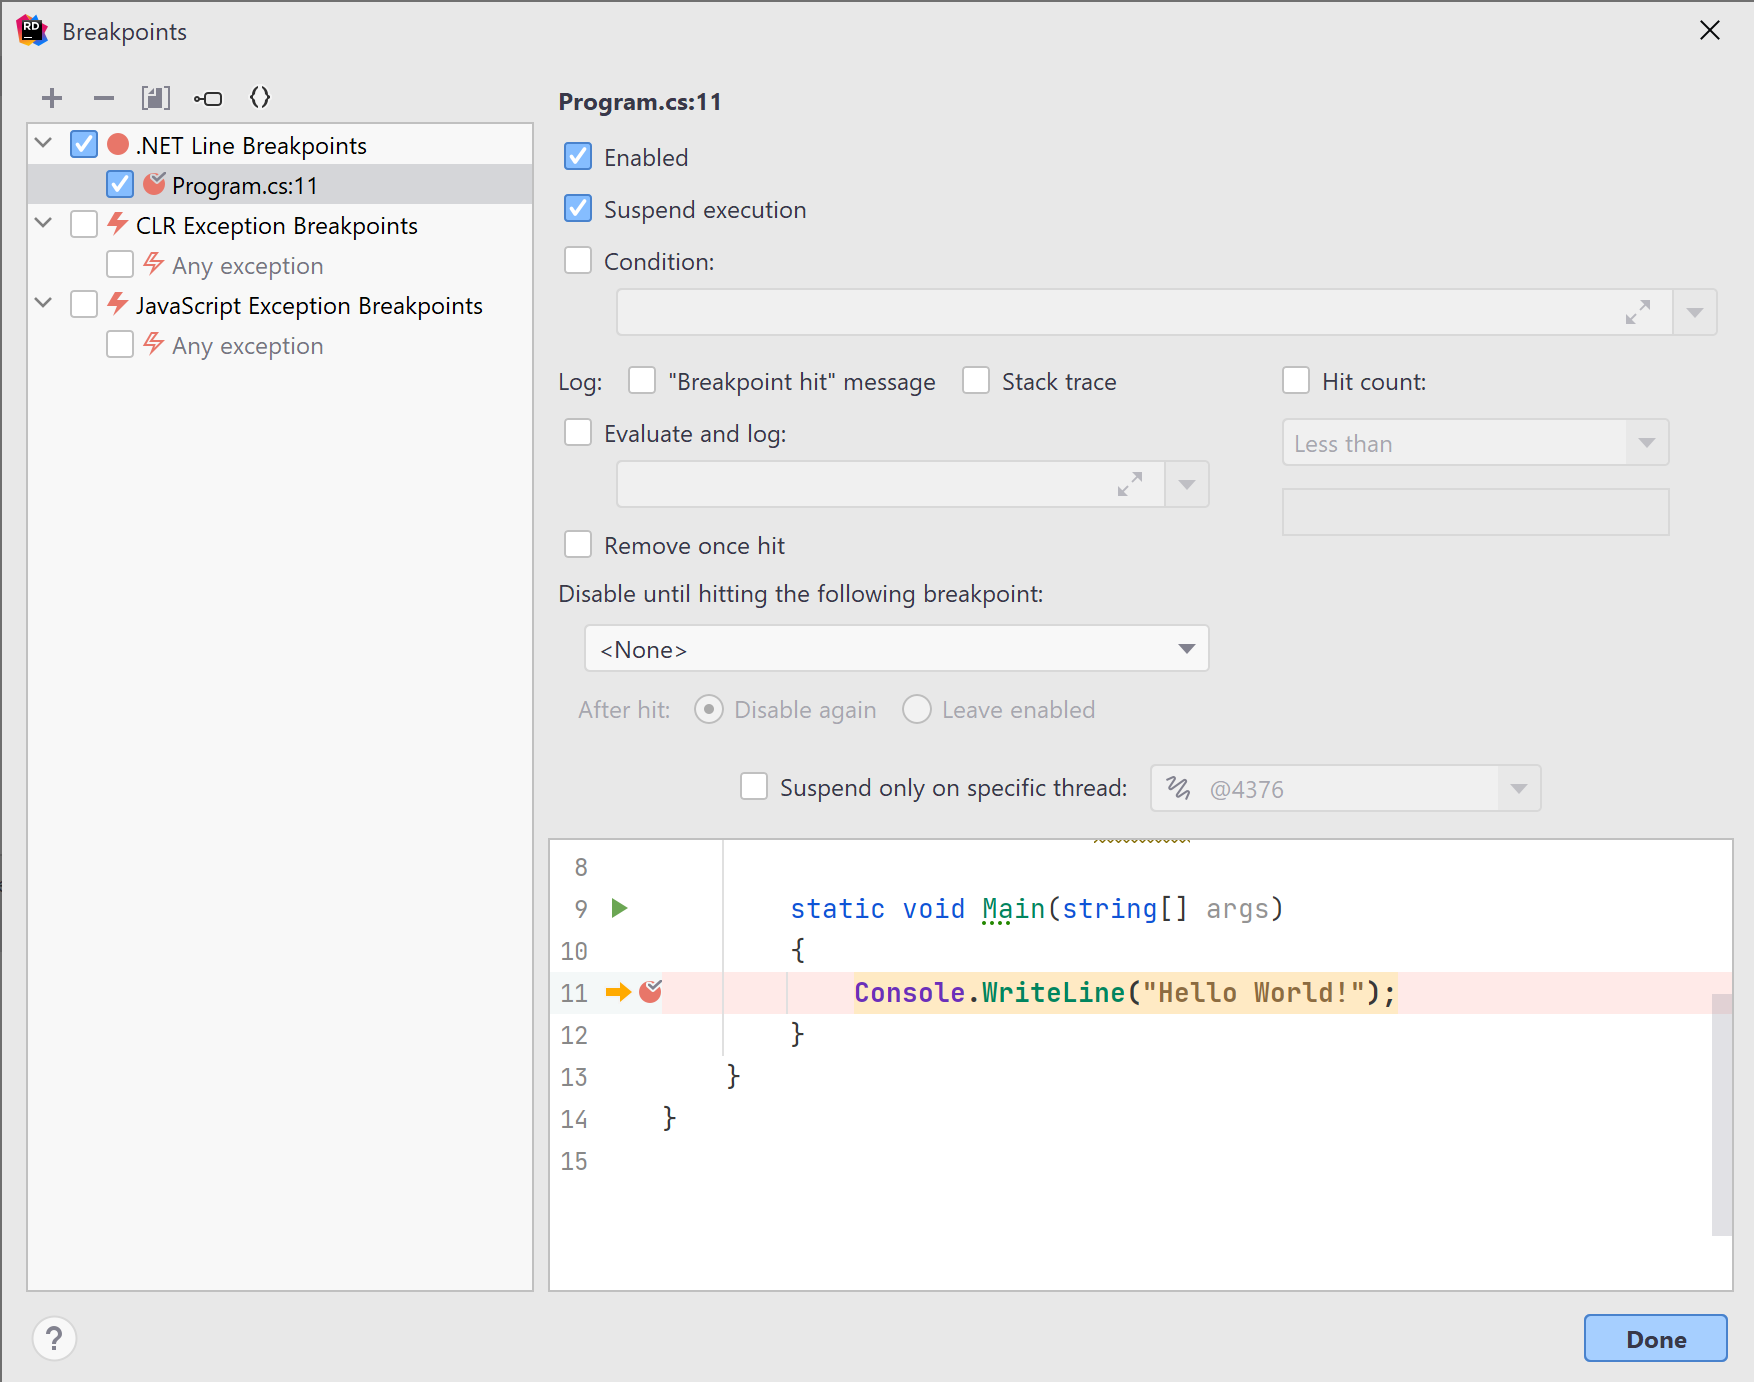 RD
Breakpoints
.NET Line Breakpoints
Program.cs:11
CLR Exception Breakpoints
Any exception
JavaScript Exception Breakpoints
Any exception
Program.cs:11
Enabled
Suspend execution
Condition:
Log: "Breakpoint hit" message Stack trace Hit count:
Evaluate and log:
Less than
Remove once hit
Disable until hitting the following breakpoint:
<None>
After hit: Disable again Leave enabled
Suspend only on specific thread: @4376
8
9 static void Main(string[] args)
10 {
11 Console.WriteLine("Hello World!");
12 }
13 }
14 }
15
?
Done